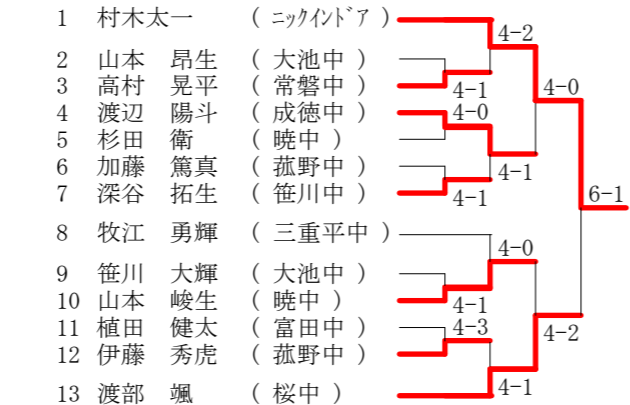 1 村木太一 ( ニックインドア )
2 山本 昂生 ( 大池中 )
3 高村 晃平 ( 常磐中 )
4 渡辺 陽斗 ( 成徳中 )
5 杉田 衛 ( 暁中 )
6 加藤 篤真 ( 菰野中 )
7 深谷 拓生 ( 笹川中 )
8 牧江 勇輝 ( 三重平中 )
9 笹川 大輝 ( 大池中 )
10 山本 峻生 ( 暁中 )
11 植田 健太 ( 富田中 )
12 伊藤 秀虎 ( 菰野中 )
13 渡部 颯 ( 桜中 )
4-2
4-1
4-0
4-0
4-1
4-1
6-1
4-0
4-1
4-3
4-2
4-1